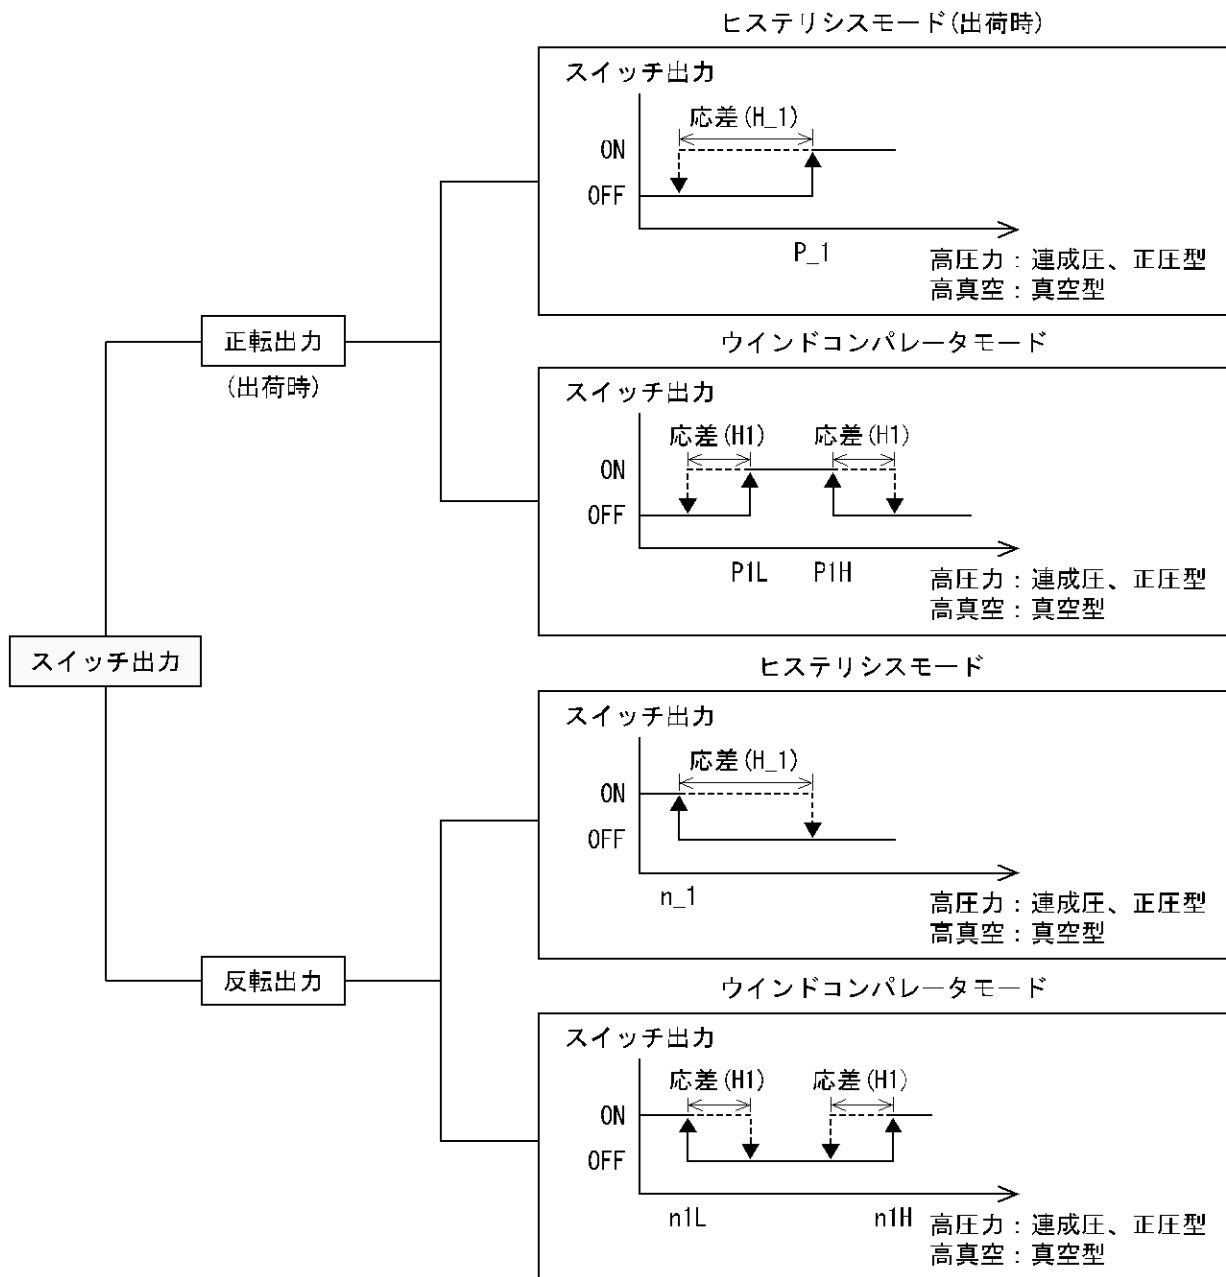 ヒステリシスモード(出荷時)
スイッチ出力
応差(H_1)
ON
OFF
P_1
高圧力：連成圧、正圧型
高真空：真空型
正転出力
(出荷時)
ウインドコンパレータモード
スイッチ出力
応差(H1) 応差(H1)
ON
OFF
P1L P1H
高圧力：連成圧、正圧型
高真空：真空型
スイッチ出力
ヒステリシスモード
スイッチ出力
応差(H_1)
ON
OFF
n_1
高圧力：連成圧、正圧型
高真空：真空型
反転出力
ウインドコンパレータモード
スイッチ出力
応差(H1) 応差(H1)
ON
OFF
n1L n1H
高圧力：連成圧、正圧型
高真空：真空型